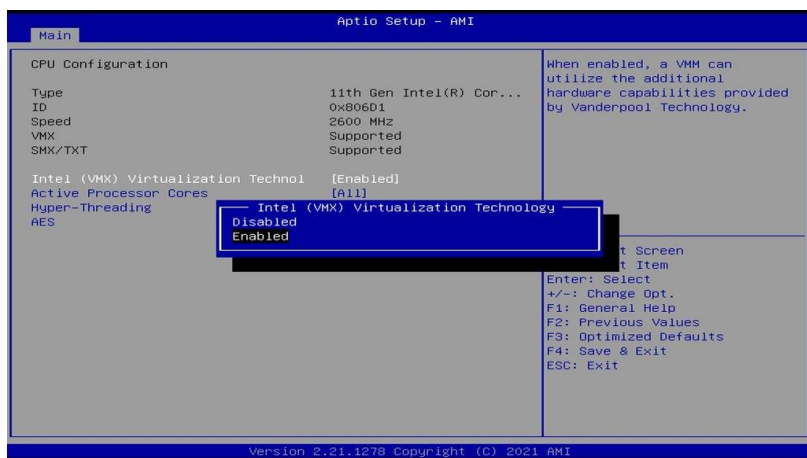 Aptio Setup – AMI
Main
CPU Configuration
Type 11th Gen Intel(R) Cor...
ID 0x806D1
Speed 2600 MHz
VMX Supported
SMX/TXT Supported
Intel (VMX) Virtualization Technol [Enabled]
Active Processor Cores [All]
Hyper-Threading
AES
Intel (VMX) Virtualization Technology
Disabled
Enabled
When enabled, a VMM can
utilize the additional
hardware capabilities provided
by Vanderpool Technology.
t Screen
t Item
Enter: Select
+/-: Change Opt.
F1: General Help
F2: Previous Values
F3: Optimized Defaults
F4: Save & Exit
ESC: Exit
Version 2.21.1278 Copyright (C) 2021 AMI